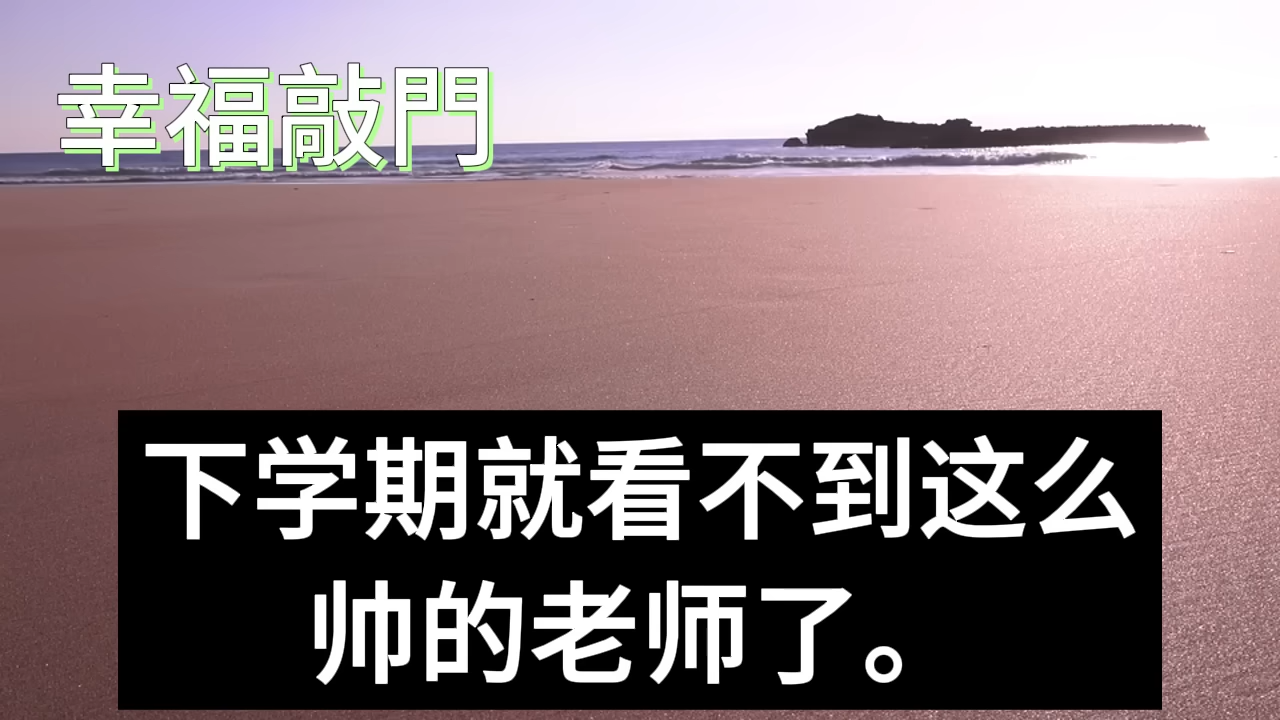 幸福敲門
下学期就看不到这么
帅的老师了。